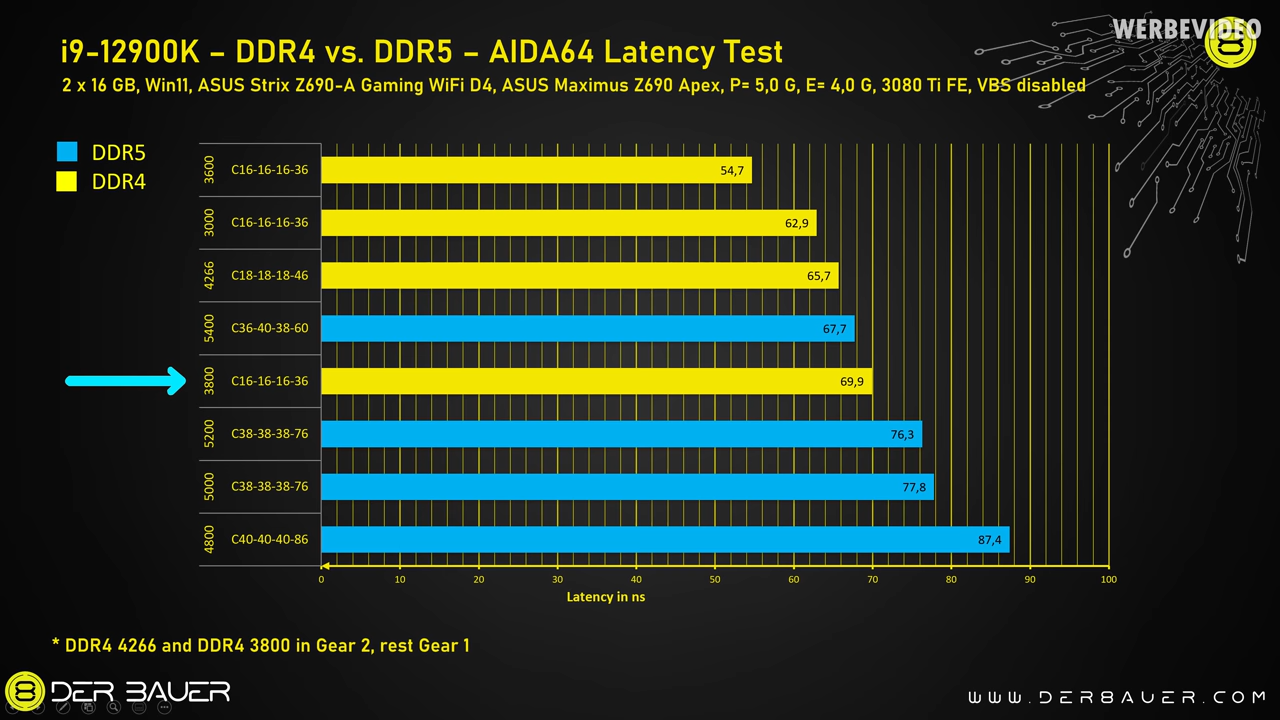 WERBEVIDEO
8
i9-12900K – DDR4 vs. DDR5 – AIDA64 Latency Test
2 x 16 GB, Win11, ASUS Strix Z690-A Gaming WiFi D4, ASUS Maximus Z690 Apex, P= 5,0 G, E= 4,0 G, 3080 Ti FE, VBS disabled
DDR5
DDR4
3600 C16-16-16-36 54,7
3000 C16-16-16-36 62,9
4266 C18-18-18-46 65,7
5400 C36-40-38-60 67,7
3800 C16-16-16-36 69,9
5200 C38-38-38-76 76,3
5000 C38-38-38-76 77,8
4800 C40-40-40-86 87,4
0 10 20 30 40 50 60 70 80 90 100
Latency in ns
* DDR4 4266 and DDR4 3800 in Gear 2, rest Gear 1
8 DER BAUER
WWW.DER8AUER.COM